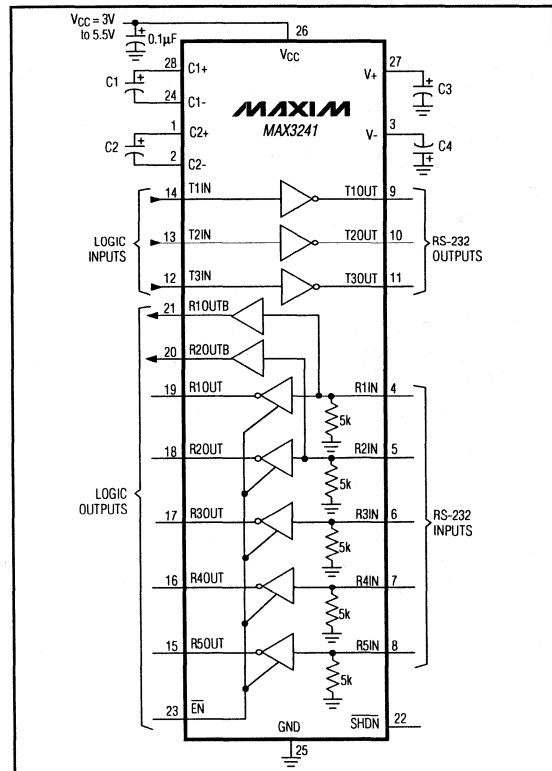 VCC = 3V
to 5.5V
0.1µF
26
VCC
28 C1+
C1
24 C1-
1 C2+
C2
2 C2-
MAXIM
MAX3241
V+ 27
C3
V- 3
C4
LOGIC
INPUTS
14 T1IN T1OUT 9
13 T2IN T2OUT 10
12 T3IN T3OUT 11
RS-232
OUTPUTS
21 R1OUTB
20 R2OUTB
19 R1OUT R1IN 4
5k
18 R2OUT R2IN 5
5k
LOGIC
OUTPUTS
17 R3OUT R3IN 6
5k
RS-232
INPUTS
16 R4OUT R4IN 7
5k
15 R5OUT R5IN 8
5k
23 EN
SHDN 22
GND
25